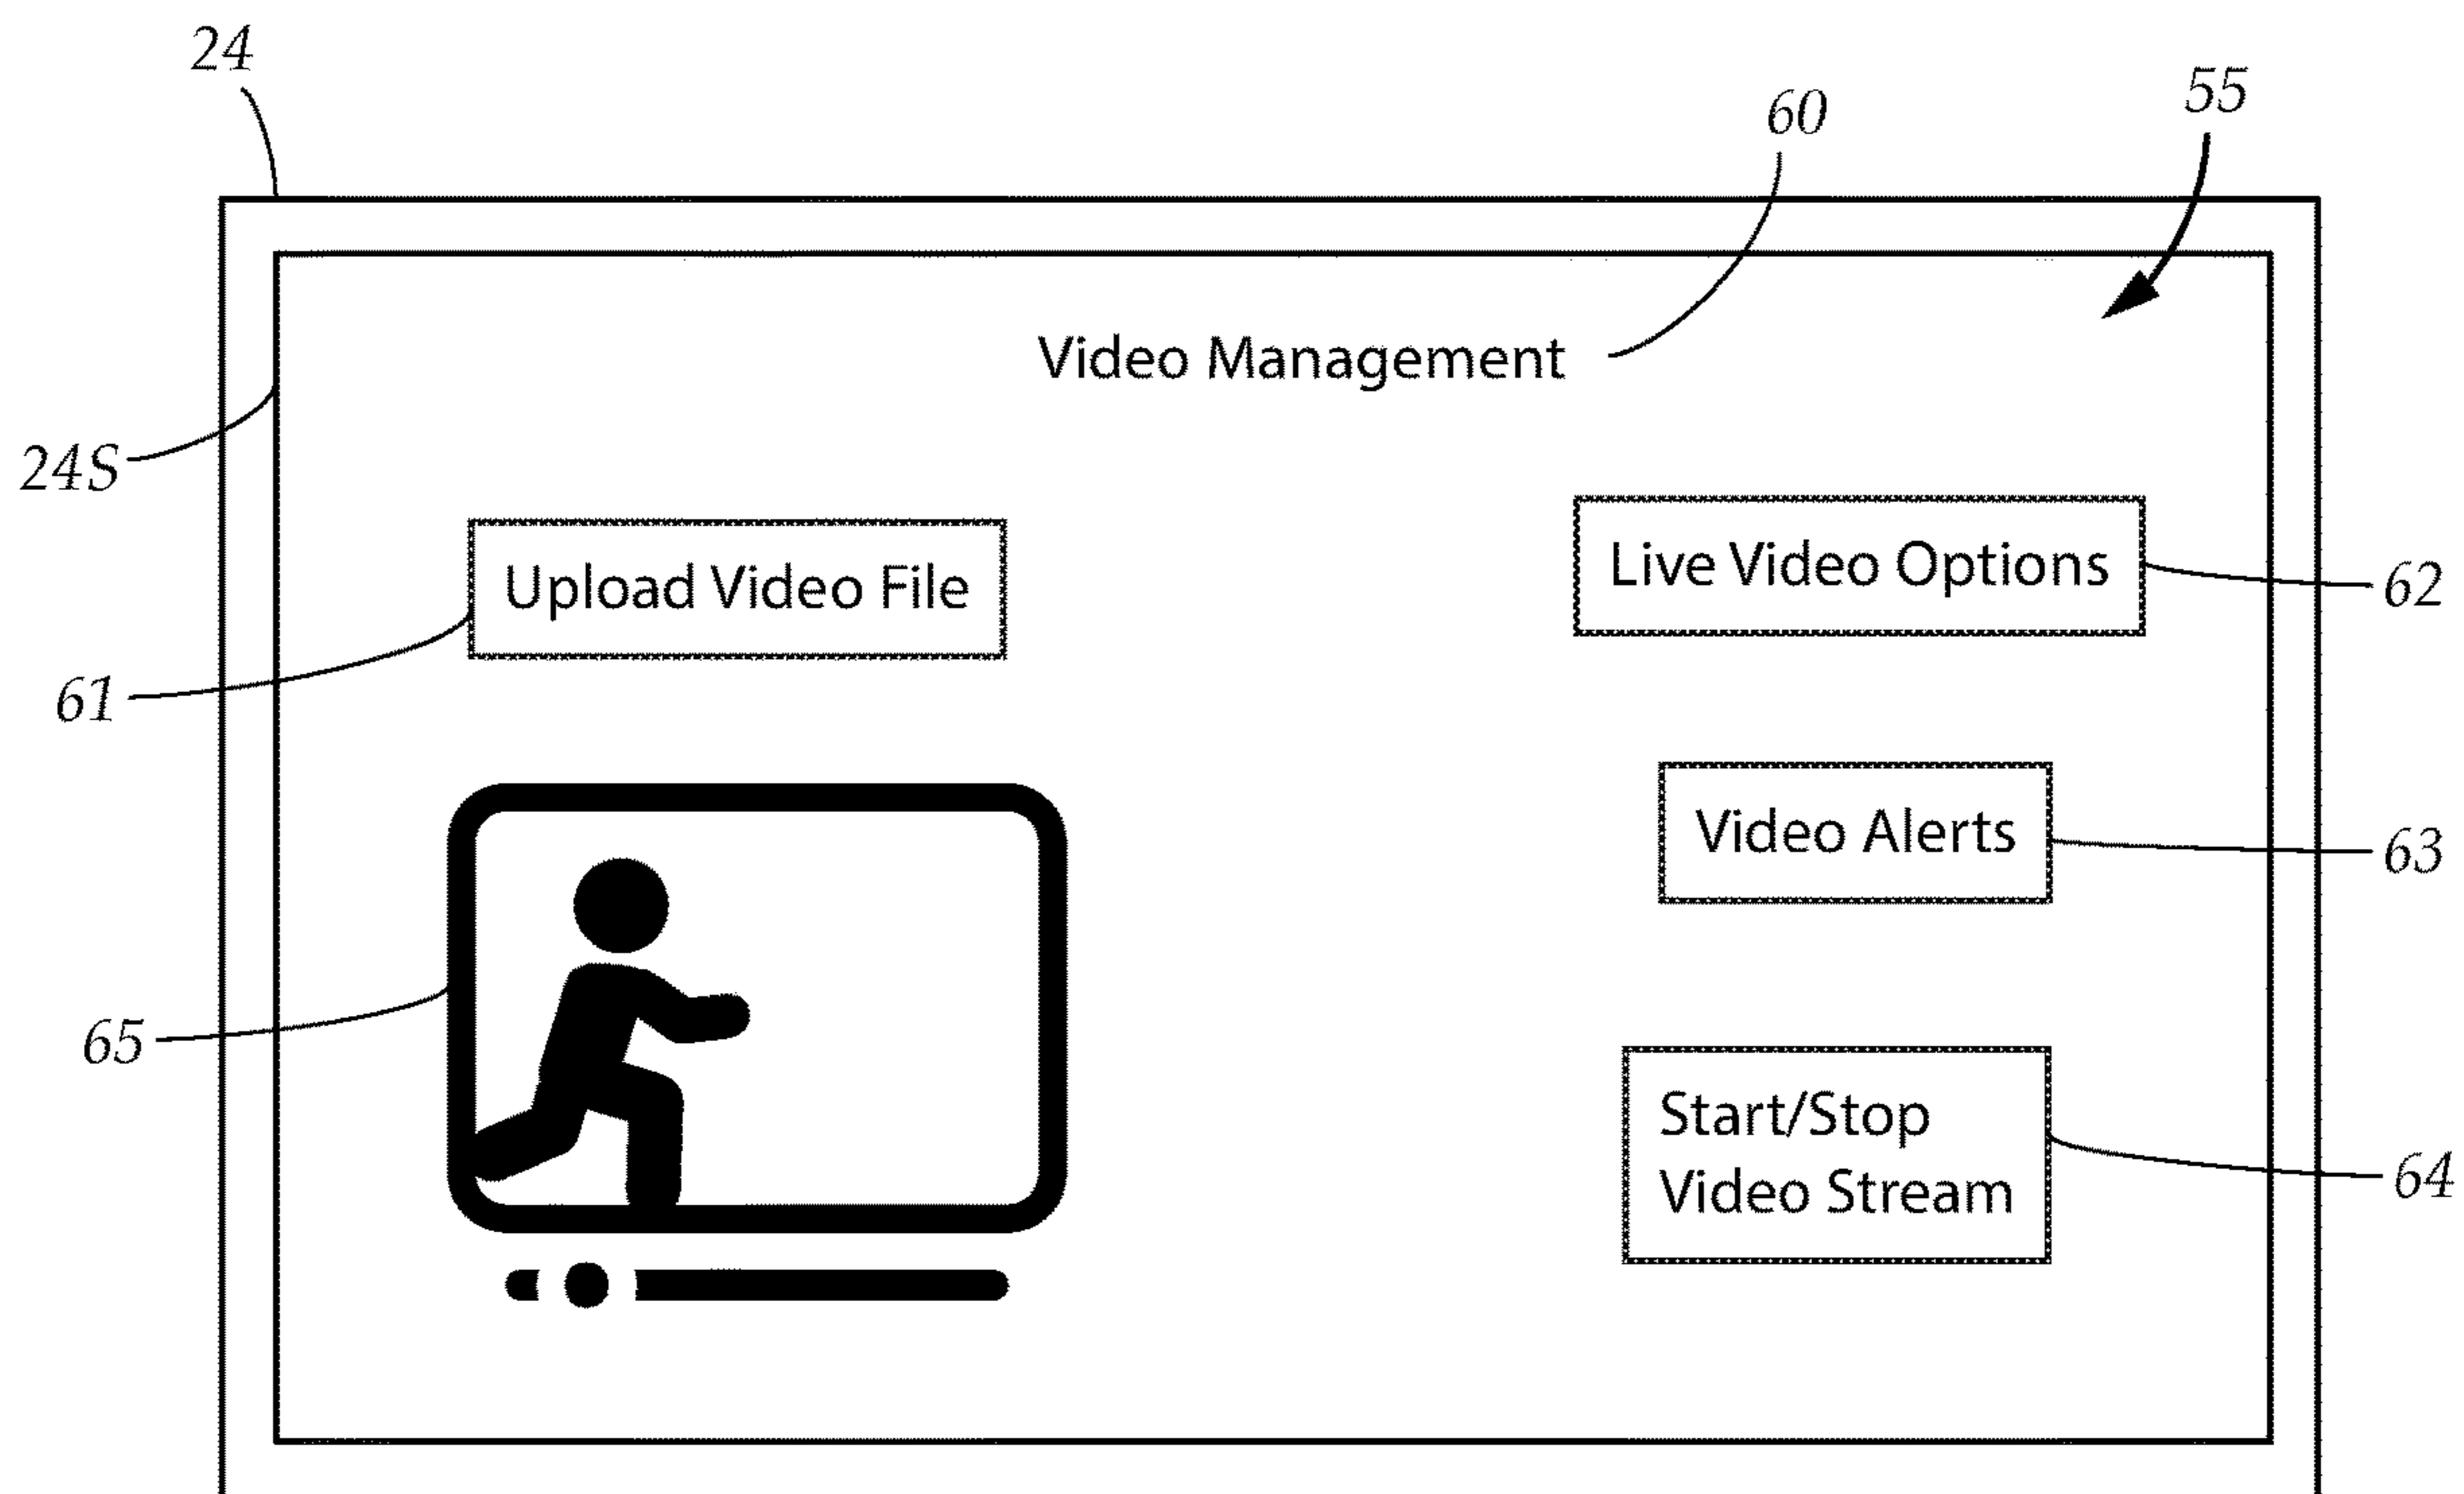 24
55
60
Video Management
24S
Upload Video File
Live Video Options
62
61
Video Alerts
63
65
Start/Stop
Video Stream
64